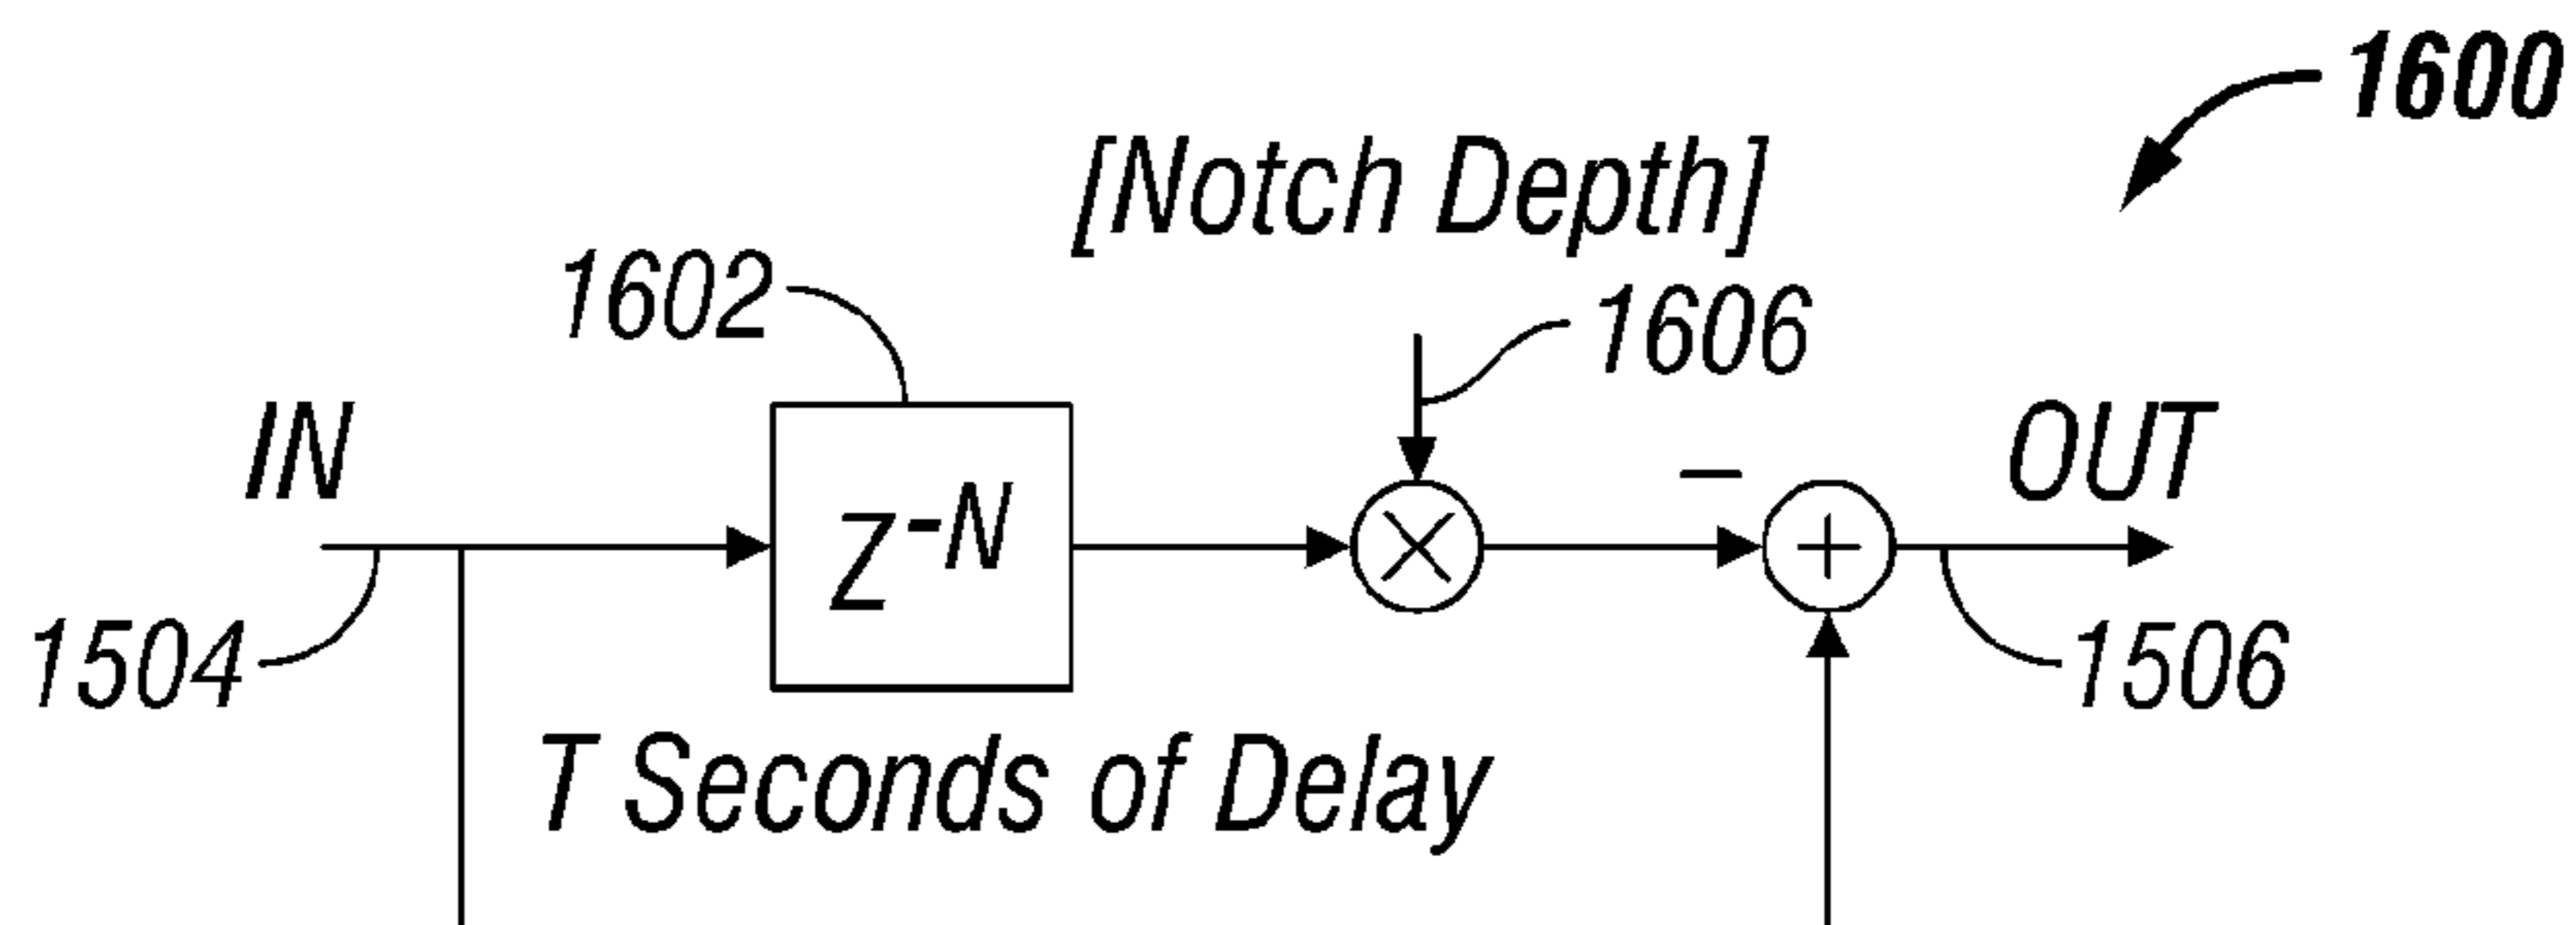 1600
[Notch Depth]
1602
1606
IN
OUT
Z-N
–
+
1504
1506
T Seconds of Delay